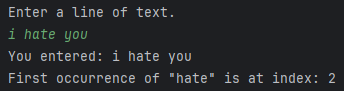 Enter a line of text.
i hate you
You entered: i hate you
First occurrence of "hate" is at index: 2